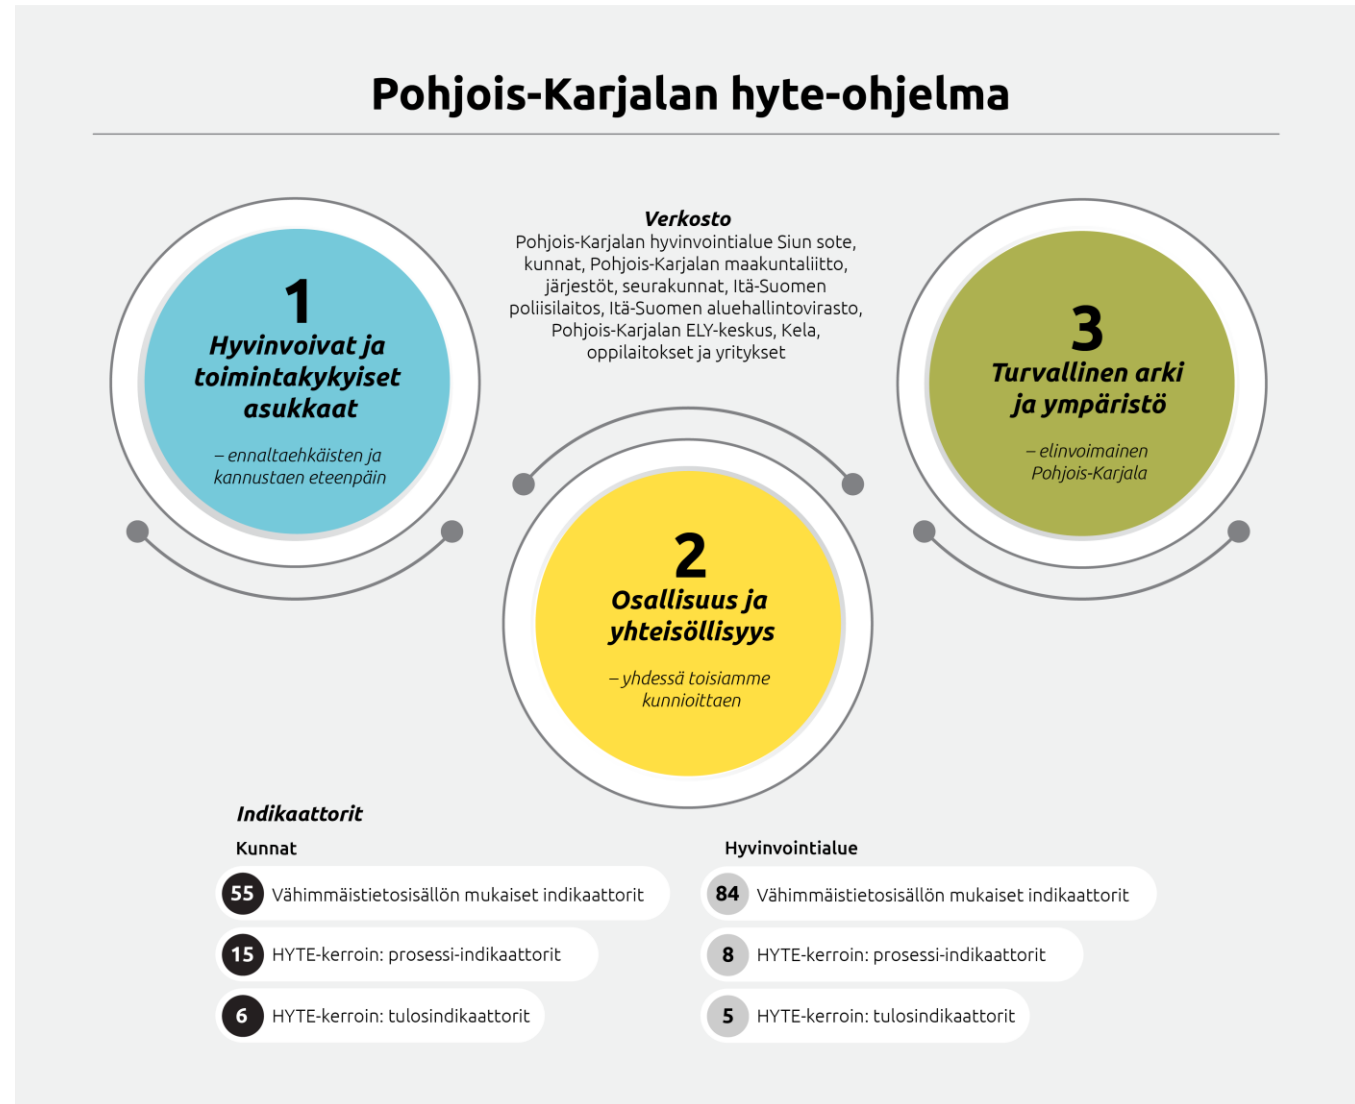 Pohjois-Karjalan hyte-ohjelma
1
Hyvinvoivat ja
toimintakykyiset
asukkaat
– ennaltaehkäisten ja
kannustaen eteenpäin
Verkosto
Pohjois-Karjalan hyvinvointialue Siun sote,
kunnat, Pohjois-Karjalan maakuntaliitto,
järjestöt, seurakunnat, Itä-Suomen
poliisilaitos, Itä-Suomen aluehallintovirasto,
Pohjois-Karjalan ELY-keskus, Kela,
oppilaitokset ja yritykset
2
Osallisuus ja
yhteisöllisyys
– yhdessä toisiamme
kunnioittaen
3
Turvallinen arki
ja ympäristö
– elinvoimainen
Pohjois-Karjala
Indikaattorit
Kunnat
55 Vähimmäistietosisällön mukaiset indikaattorit
15 HYTE-kerroin: prosessi-indikaattorit
6 HYTE-kerroin: tulosindikaattorit
Hyvinvointialue
84 Vähimmäistietosisällön mukaiset indikaattorit
8 HYTE-kerroin: prosessi-indikaattorit
5 HYTE-kerroin: tulosindikaattorit